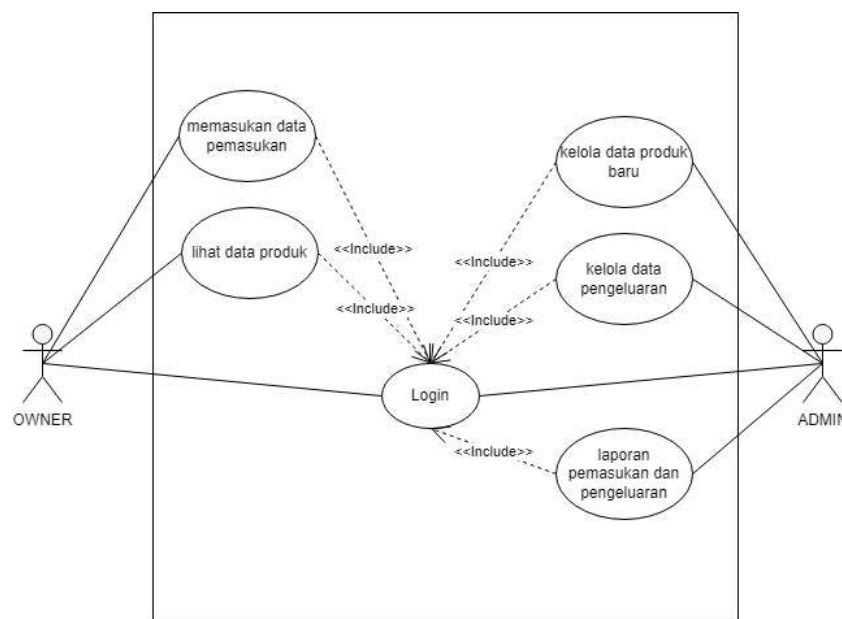 memasukan data
pemasukan
kelola data produk
baru
lihat data produk
<<Include>>
<<Include>>
kelola data
pengeluaran
<<Include>>
<<Include>>
Login
OWNER
ADMIN
<<Include>>
laporan
pemasukan dan
pengeluaran